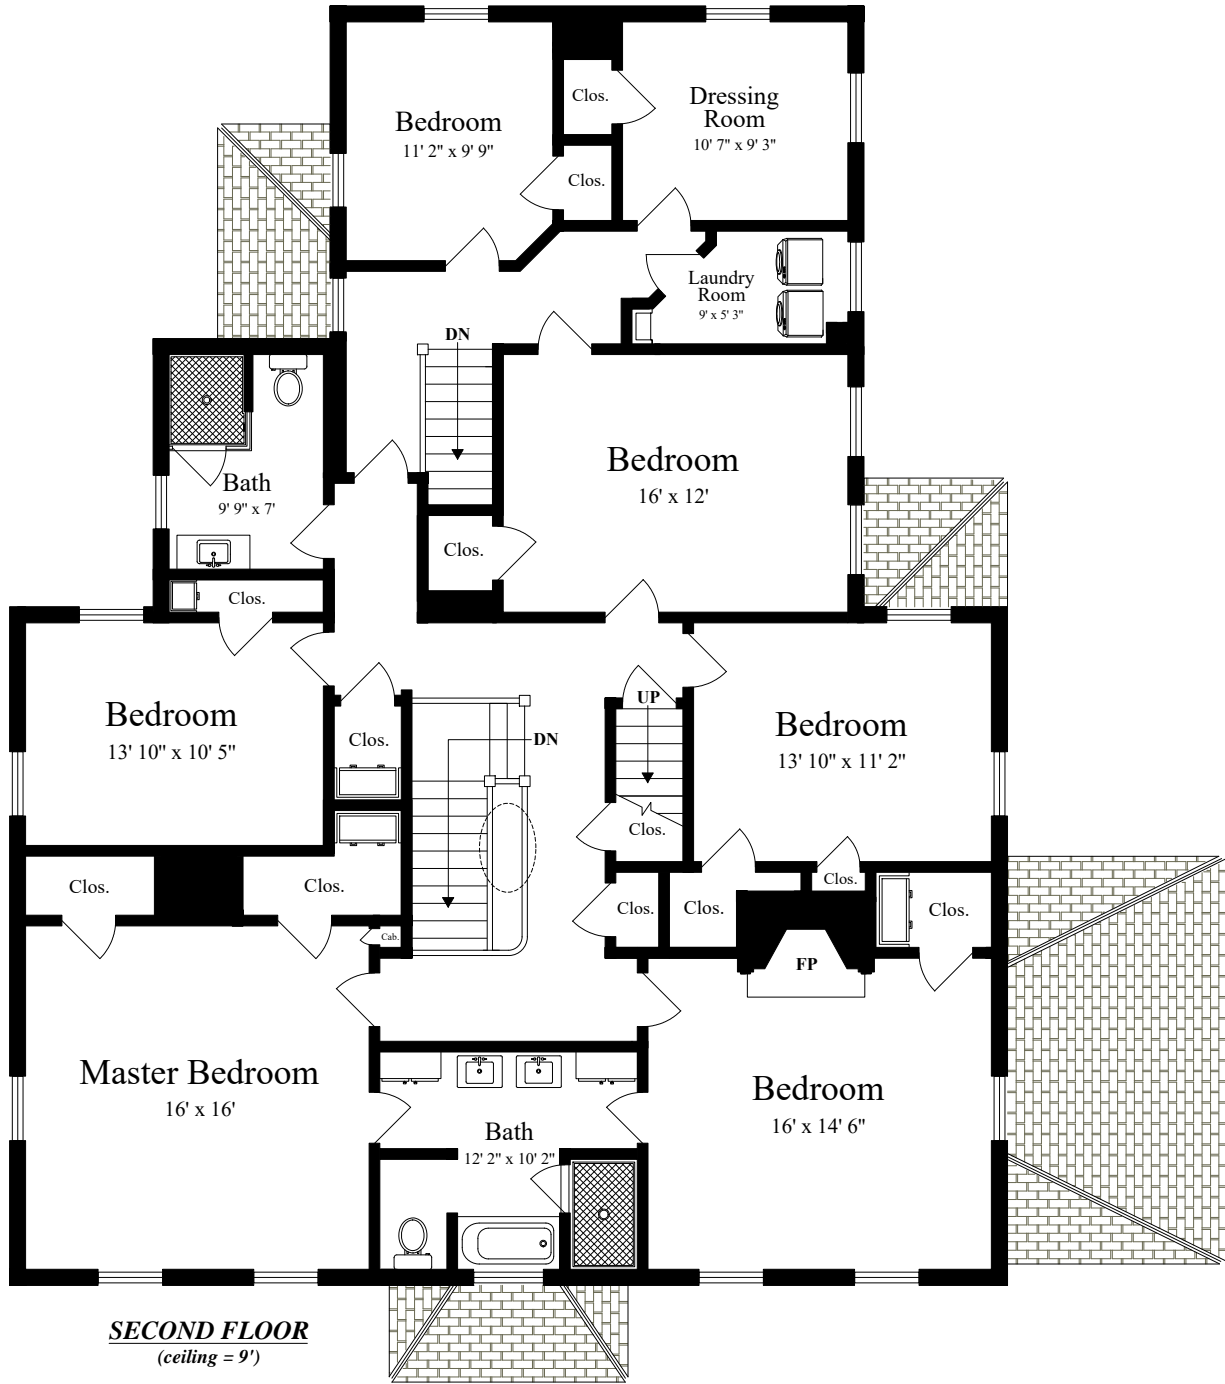 Bedroom
11' 2" x 9' 9"
Clos.
Dressing
Room
10' 7" x 9' 3"
Clos.
Laundry
Room
9' x 5' 3"
DN
Bath
9' 9" x 7'
Bedroom
16' x 12'
Clos.
Clos.
Bedroom
13' 10" x 10' 5"
Clos.
DN
UP
Bedroom
13' 10" x 11' 2"
Clos.
Clos.
Clos.
Clos.
Clos.
Clos.
Clos.
Clos.
Cab.
FP
Master Bedroom
16' x 16'
Bath
12' 2" x 10' 2"
Bedroom
16' x 14' 6"
SECOND FLOOR
(ceiling = 9')